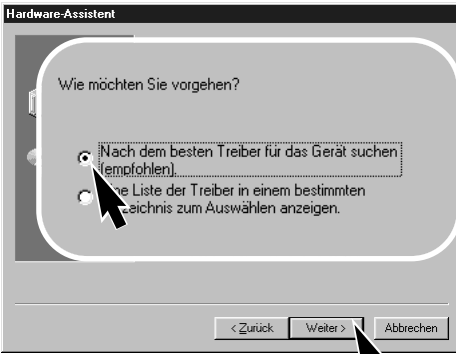 Hardware-Assistent
Wie möchten Sie vorgehen?
Nach dem besten Treiber für das Gerät suchen
(empfohlen).
Liste der Treiber in einem bestimmten
zum Auswählen anzeigen.
< Zurück Weiter > Abbrechen